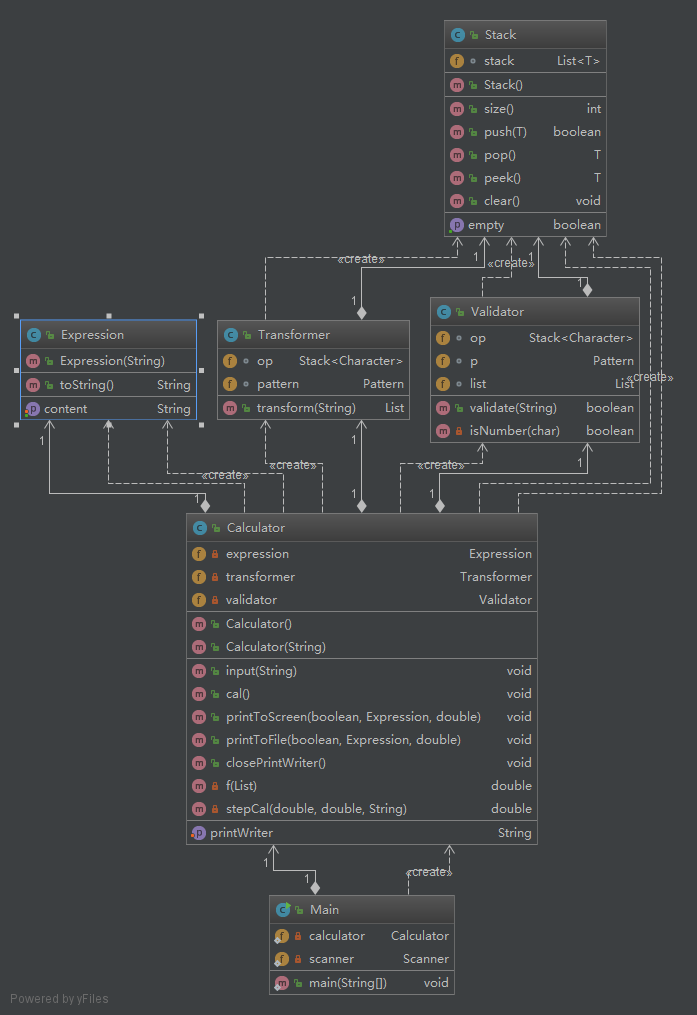 Stack
stack List<T>
Stack()
size() int
push(T) boolean
pop() T
peek() T
clear() void
empty boolean
«create»
1
«create»
1
1
1
Expression
Expression(String)
toString() String
content String
Transformer
op Stack<Character>
pattern Pattern
transform(String) List
Validator
op Stack<Character>
p Pattern
list List
validate(String) boolean
isNumber(char) boolean
«create»
1
1
1
«create»
«create»
«create»
1
1
1
Calculator
expression Expression
transformer Transformer
validator Validator
Calculator()
Calculator(String)
input(String) void
cal() void
printToScreen(boolean, Expression, double) void
printToFile(boolean, Expression, double) void
closePrintWriter() void
f(List) double
stepCal(double, double, String) double
printWriter String
1
1
«create»
Main
calculator Calculator
scanner Scanner
main(String[]) void
Powered by yFiles